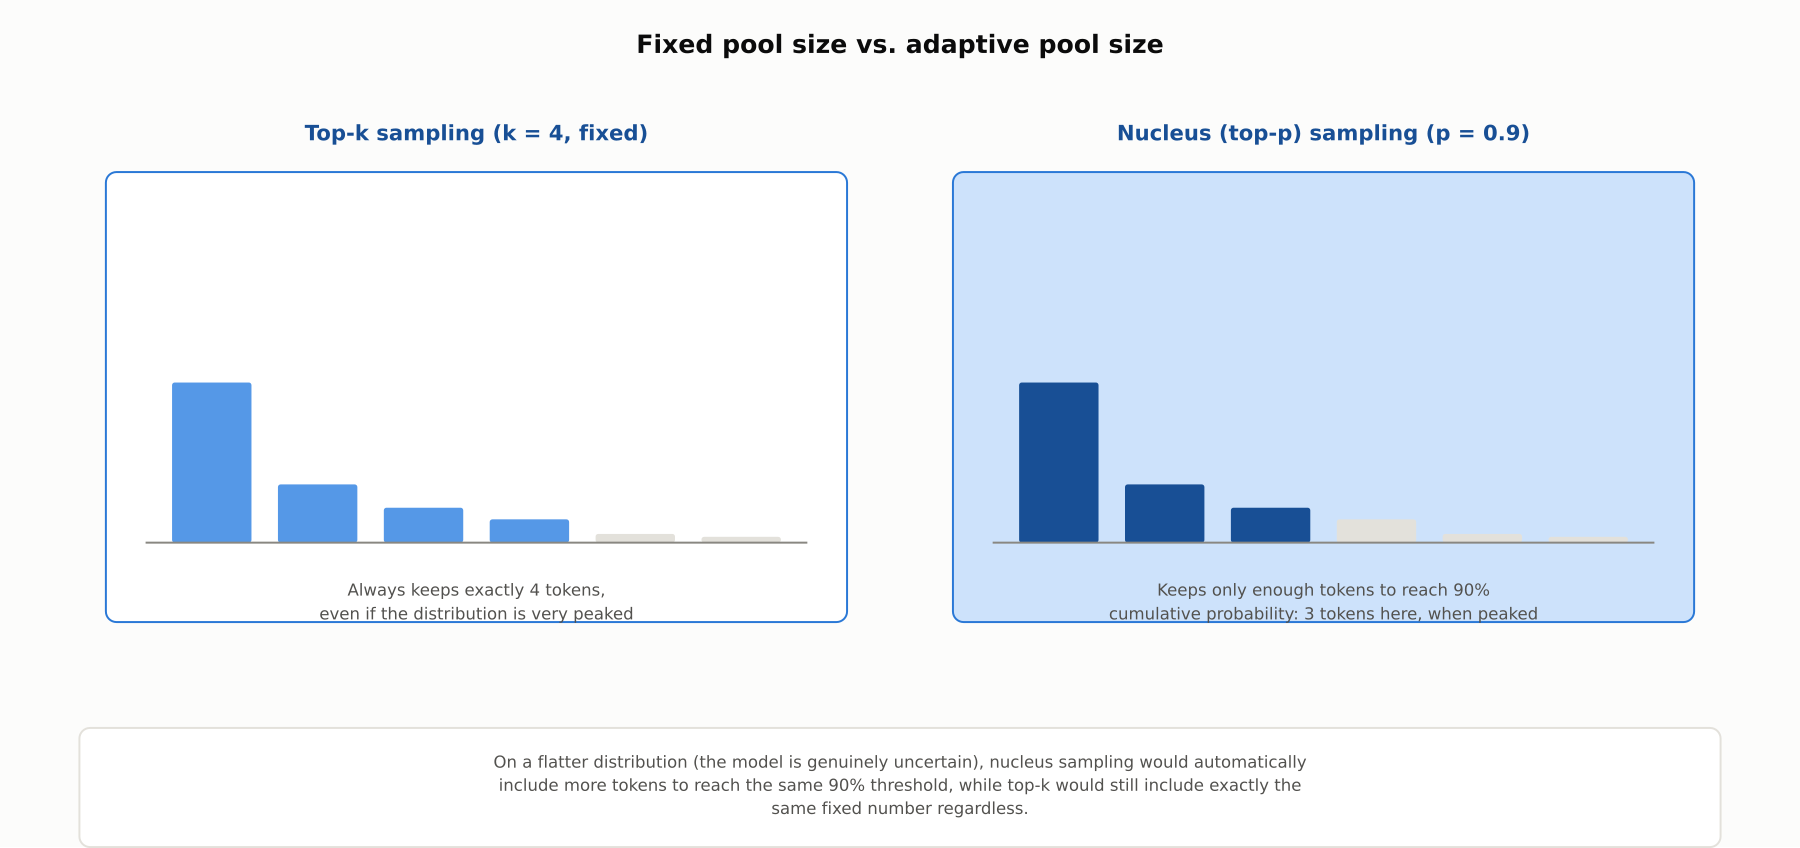 Fixed pool size vs. adaptive pool size
Top-k sampling (k = 4, fixed)
Always keeps exactly 4 tokens,
even if the distribution is very peaked
Nucleus (top-p) sampling (p = 0.9)
Keeps only enough tokens to reach 90%
cumulative probability: 3 tokens here, when peaked
On a flatter distribution (the model is genuinely uncertain), nucleus sampling would automatically
include more tokens to reach the same 90% threshold, while top-k would still include exactly the
same fixed number regardless.